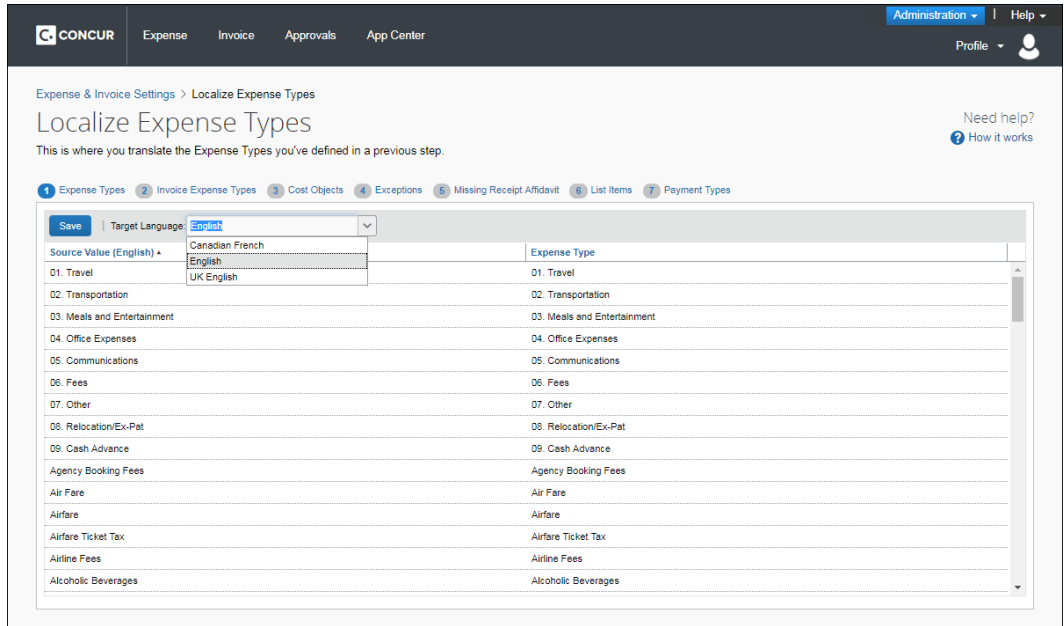 Administration | Help
C. CONCUR Expense Invoice Approvals App Center
Profile
Expense & Invoice Settings > Localize Expense Types
Localize Expense Types
Need help?
? How it works
This is where you translate the Expense Types you've defined in a previous step.
1 Expense Types 2 Invoice Expense Types 3 Cost Objects 4 Exceptions 5 Missing Receipt Affidavit 6 List Items 7 Payment Types
Save | Target Language: English
Canadian French
English
UK English
Source Value (English) Expense Type
01. Travel 01. Travel
02. Transportation 02. Transportation
03. Meals and Entertainment 03. Meals and Entertainment
04. Office Expenses 04. Office Expenses
05. Communications 05. Communications
06. Fees 06. Fees
07. Other 07. Other
08. Relocation/Ex-Pat 08. Relocation/Ex-Pat
09. Cash Advance 09. Cash Advance
Agency Booking Fees Agency Booking Fees
Air Fare Air Fare
Airfare Airfare
Airfare Ticket Tax Airfare Ticket Tax
Airline Fees Airline Fees
Alcoholic Beverages Alcoholic Beverages